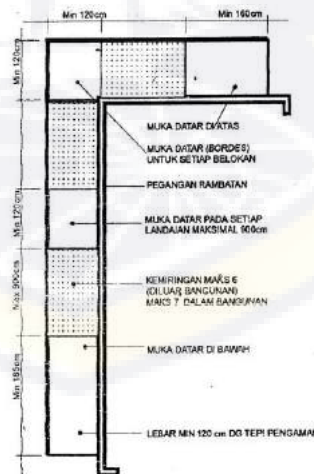 Min 120cm
Min 160cm
Min 120cm
MUKA DATAR DI ATAS
MUKA DATAR (BORDES)
UNTUK SETIAP BELOKAN
PEGANGAN RAMBATAN
Min 120cm
MUKA DATAR PADA SETIAP
LANDAIAN MAKSIMAL 900cm
Max 900cm
KEMIRINGAN MAKS 6
(DILUAR BANGUNAN)
MAKS 7 DALAM BANGUNAN
MUKA DATAR DI BAWAH
Min 165cm
LEBAR MIN 120 cm DG TEPI PENGAMAN